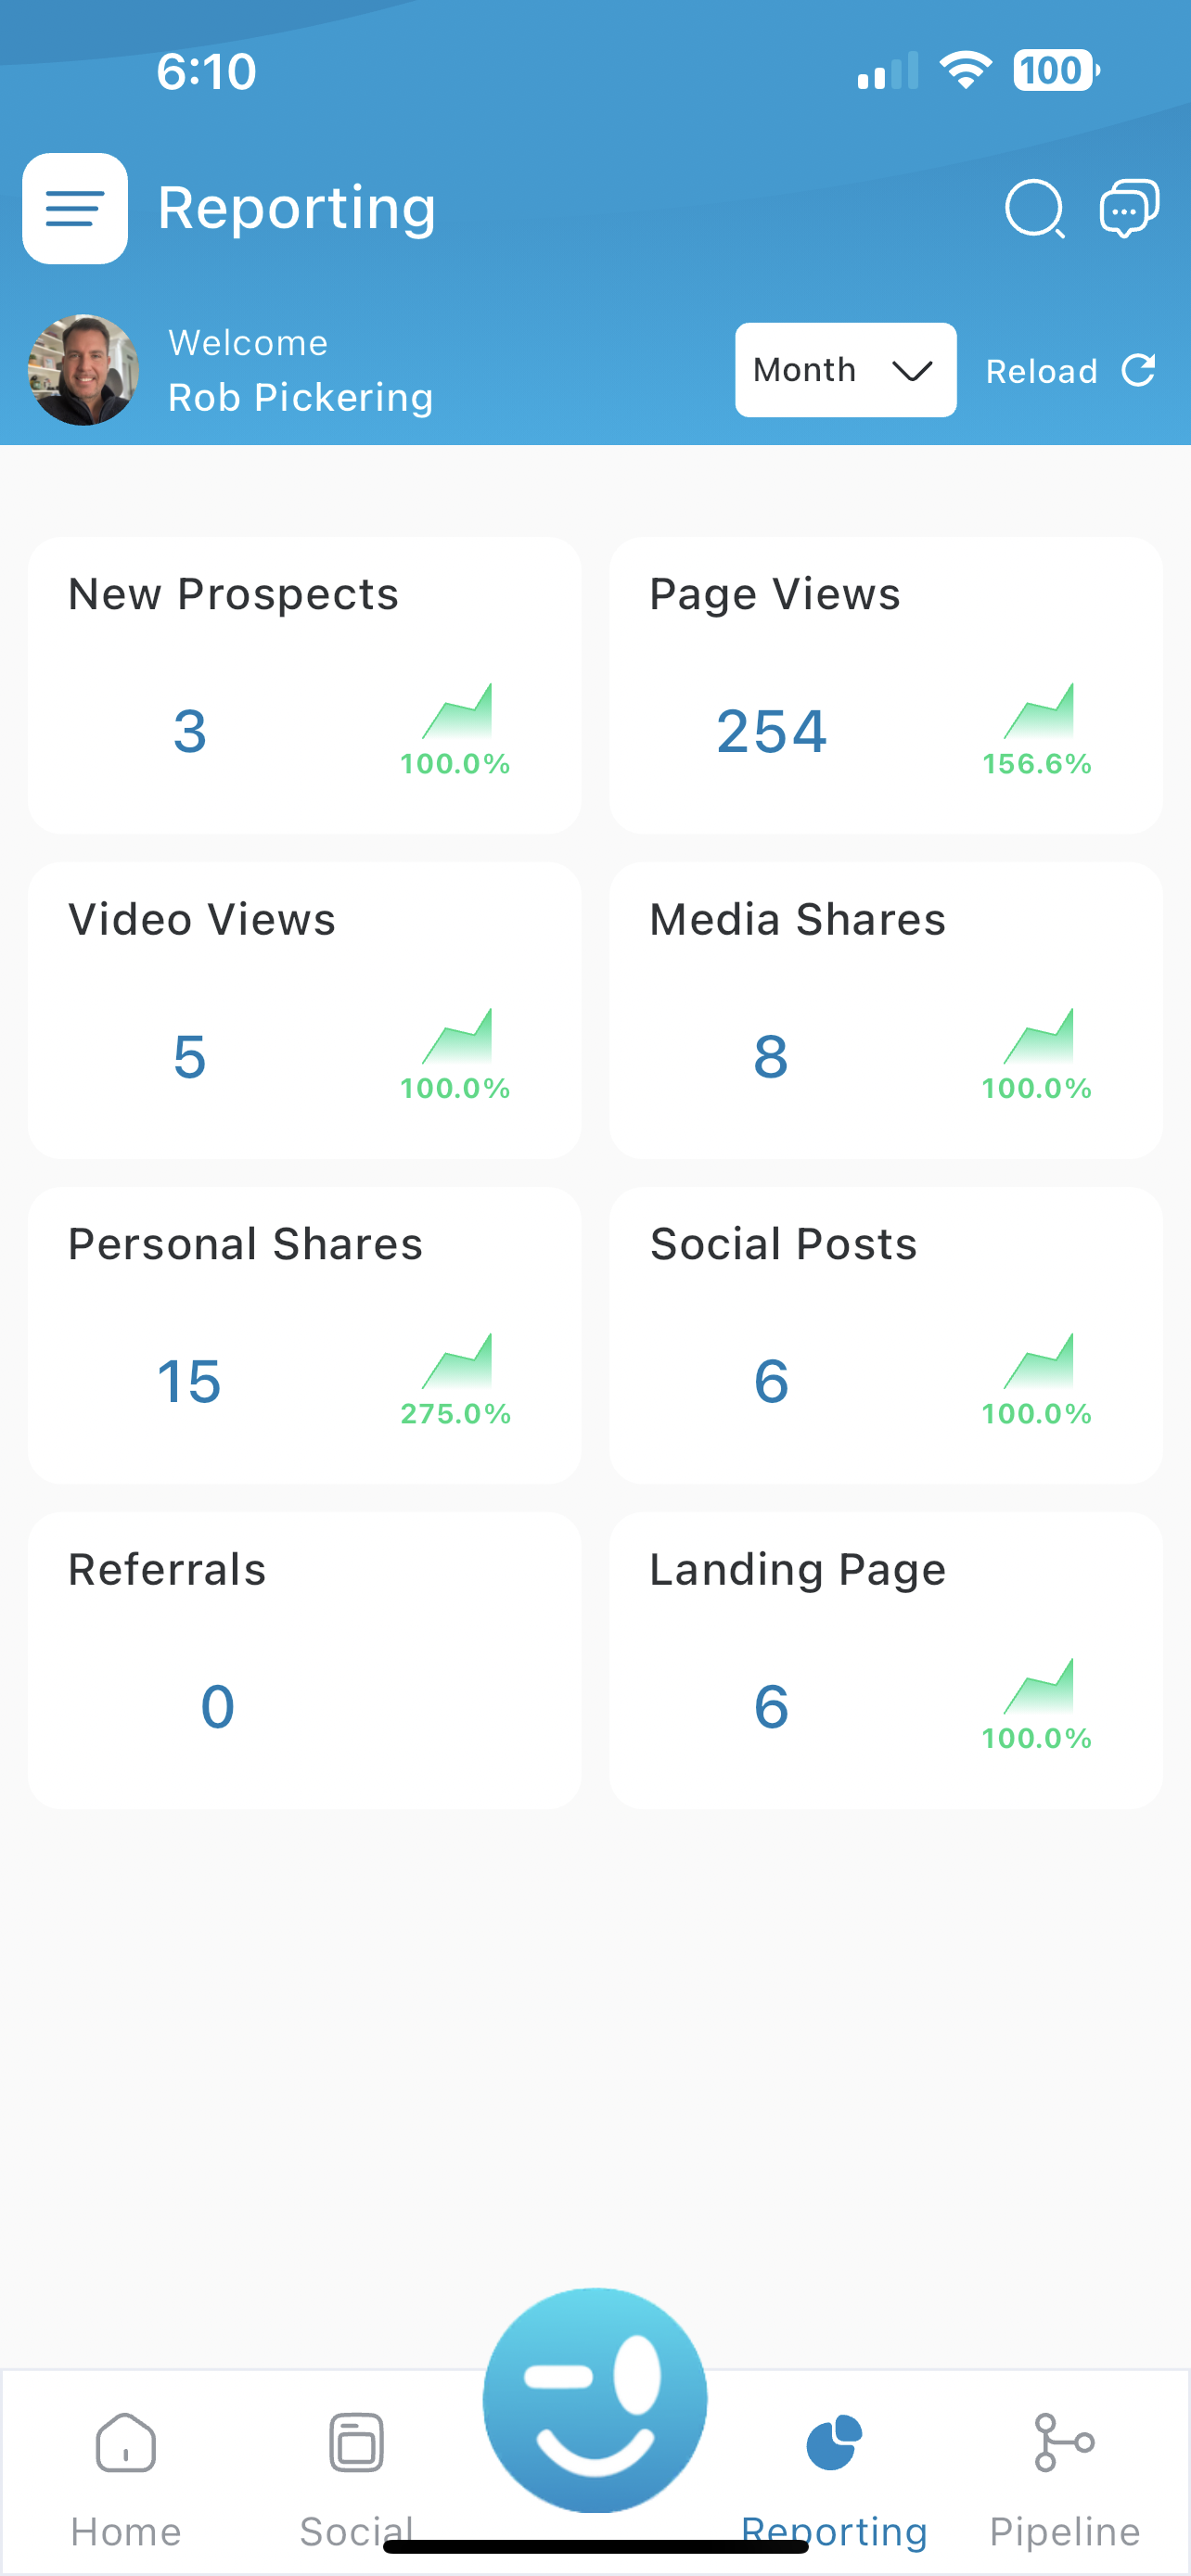 6:10
100
Reporting
Welcome
Rob Pickering
Month
Reload
New Prospects
3
100.0%
Page Views
254
156.6%
Video Views
5
100.0%
Media Shares
8
100.0%
Personal Shares
15
275.0%
Social Posts
6
100.0%
Referrals
0
Landing Page
6
100.0%
Home
Social
Reporting
Pipeline